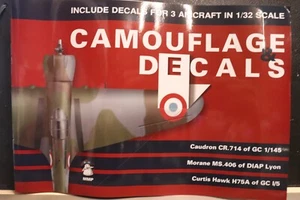 INCLUDE DECALS FOR 3 AIRCRAFT IN 1/32 SCALE
CAMOUFLAGE
DECALS
Caudron CR.714 of GC 1/145
Morane MS.406 of DIAP Lyon
Curtis Hawk H75A of GC I/5